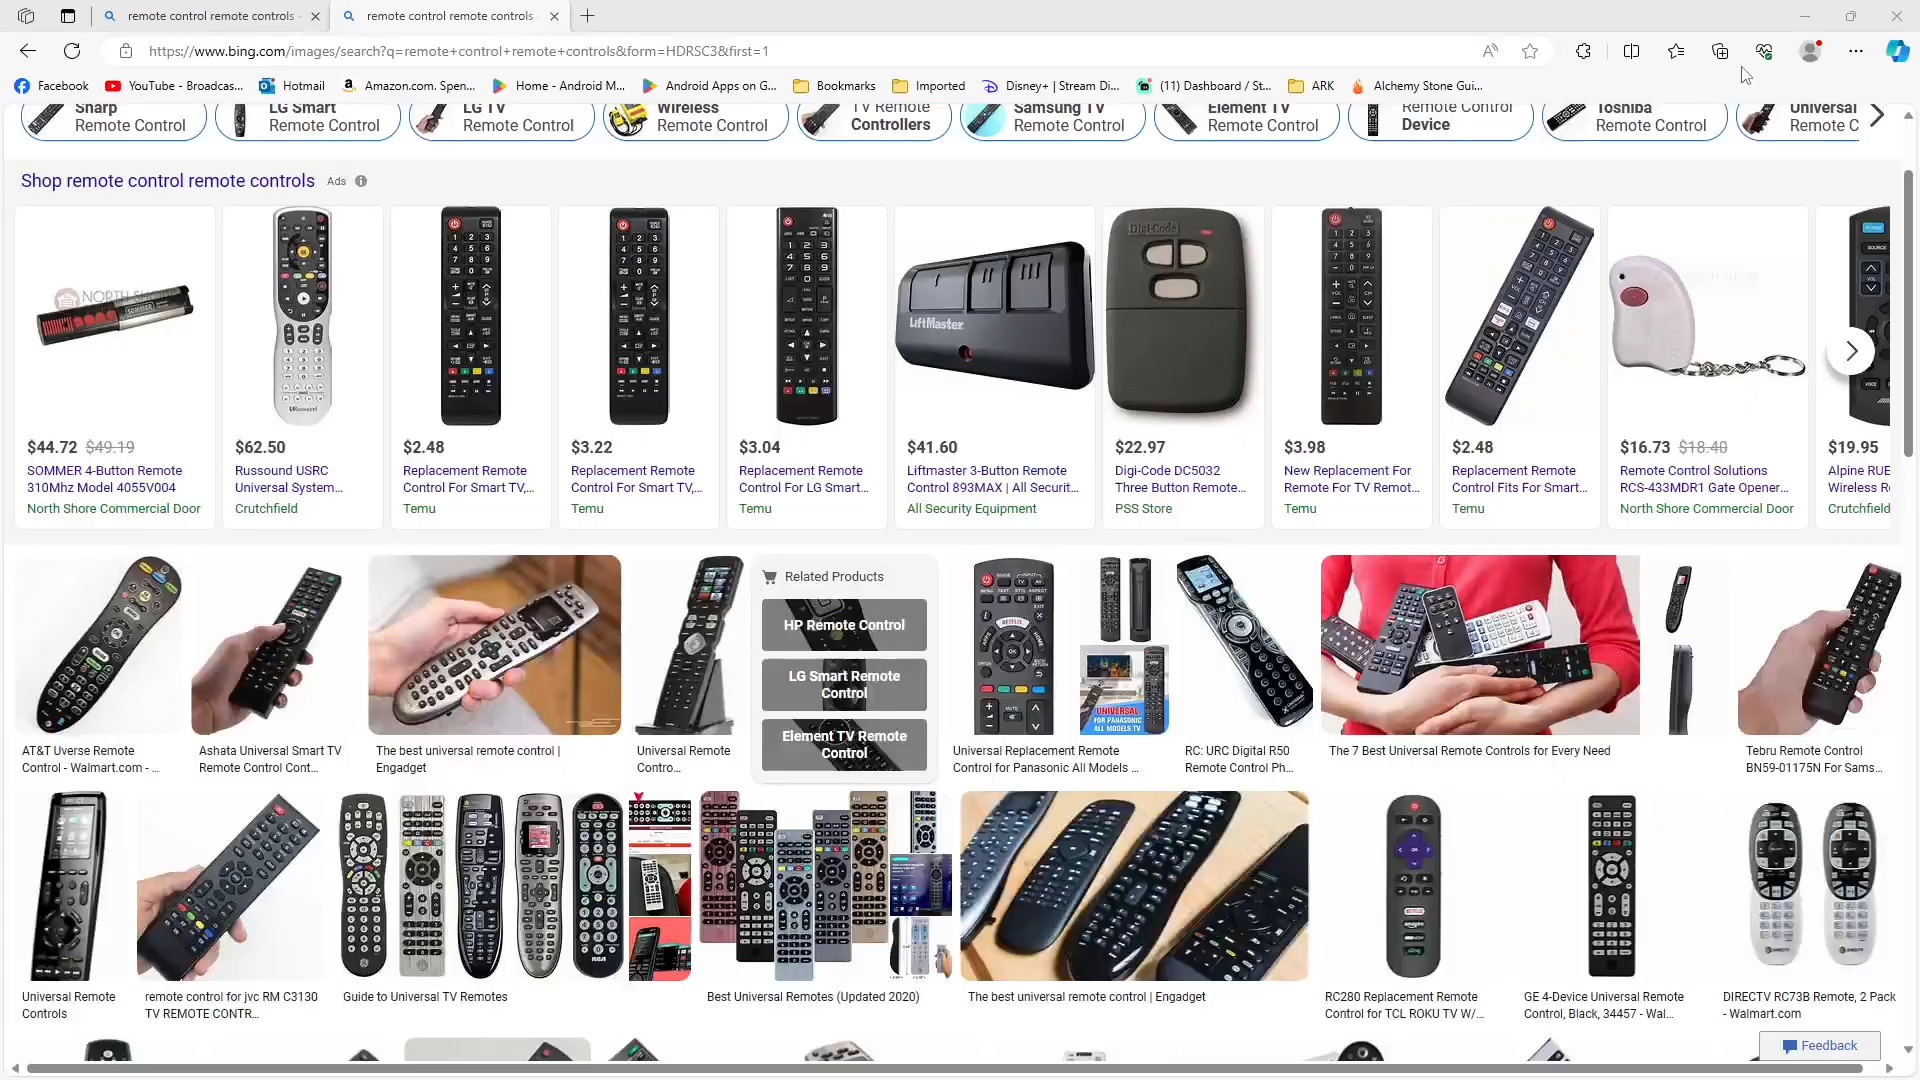 remote control remote controls -
remote control remote controls -
https://www.bing.com/images/search?q=remote+control+remote+controls&form=HDRSC3&first=1
Facebook
YouTube - Broadcas...
Hotmail
Amazon.com. Spen...
Home - Android M...
Android Apps on G...
Bookmarks
Imported
Disney+ | Stream Di...
(11) Dashboard / St...
ARK
Alchemy Stone Gui...
Sharp
Remote Control
LG Smart
Remote Control
LG TV
Remote Control
Wireless
Remote Control
TV Remote
Controllers
Samsung TV
Remote Control
Element TV
Remote Control
Remote Control
Device
Toshiba
Remote Control
Universal
Remote C
Shop remote control remote controls Ads
NORTH SHORE
SOMMER
Russound
LiftMaster
Digi-Code
$44.72 $49.19
SOMMER 4-Button Remote
310Mhz Model 4055V004
North Shore Commercial Door
$62.50
Russound USRC
Universal System...
Crutchfield
$2.48
Replacement Remote
Control For Smart TV,...
Temu
$3.22
Replacement Remote
Control For Smart TV,...
Temu
$3.04
Replacement Remote
Control For LG Smart...
Temu
$41.60
Liftmaster 3-Button Remote
Control 893MAX | All Securit...
All Security Equipment
$22.97
Digi-Code DC5032
Three Button Remote...
PSS Store
$3.98
New Replacement For
Remote For TV Remot...
Temu
$2.48
Replacement Remote
Control Fits For Smart...
Temu
$16.73 $18.40
Remote Control Solutions
RCS-433MDR1 Gate Opener...
North Shore Commercial Door
$19.95
Alpine RUE
Wireless R
Crutchfield
AT&T Uverse Remote
Control - Walmart.com - ...
Ashata Universal Smart TV
Remote Control Cont...
The best universal remote control |
Engadget
Universal Remote
Contro...
Related Products
HP Remote Control
LG Smart Remote
Control
Element TV Remote
Control
NETFLIX
UNIVERSAL
FOR PANASONIC
ALL MODELS TV
Universal Replacement Remote
Control for Panasonic All Models ...
RC: URC Digital R50
Remote Control Ph...
The 7 Best Universal Remote Controls for Every Need
Tebru Remote Control
BN59-01175N For Sams...
Universal Remote
Controls
remote control for jvc RM C3130
TV REMOTE CONTR...
RCA
Guide to Universal TV Remotes
Best Universal Remotes (Updated 2020)
The best universal remote control | Engadget
RC280 Replacement Remote
Control for TCL ROKU TV W/...
GE 4-Device Universal Remote
Control, Black, 34457 - Wal...
DIRECTV RC73B Remote, 2 Pack
- Walmart.com
Feedback